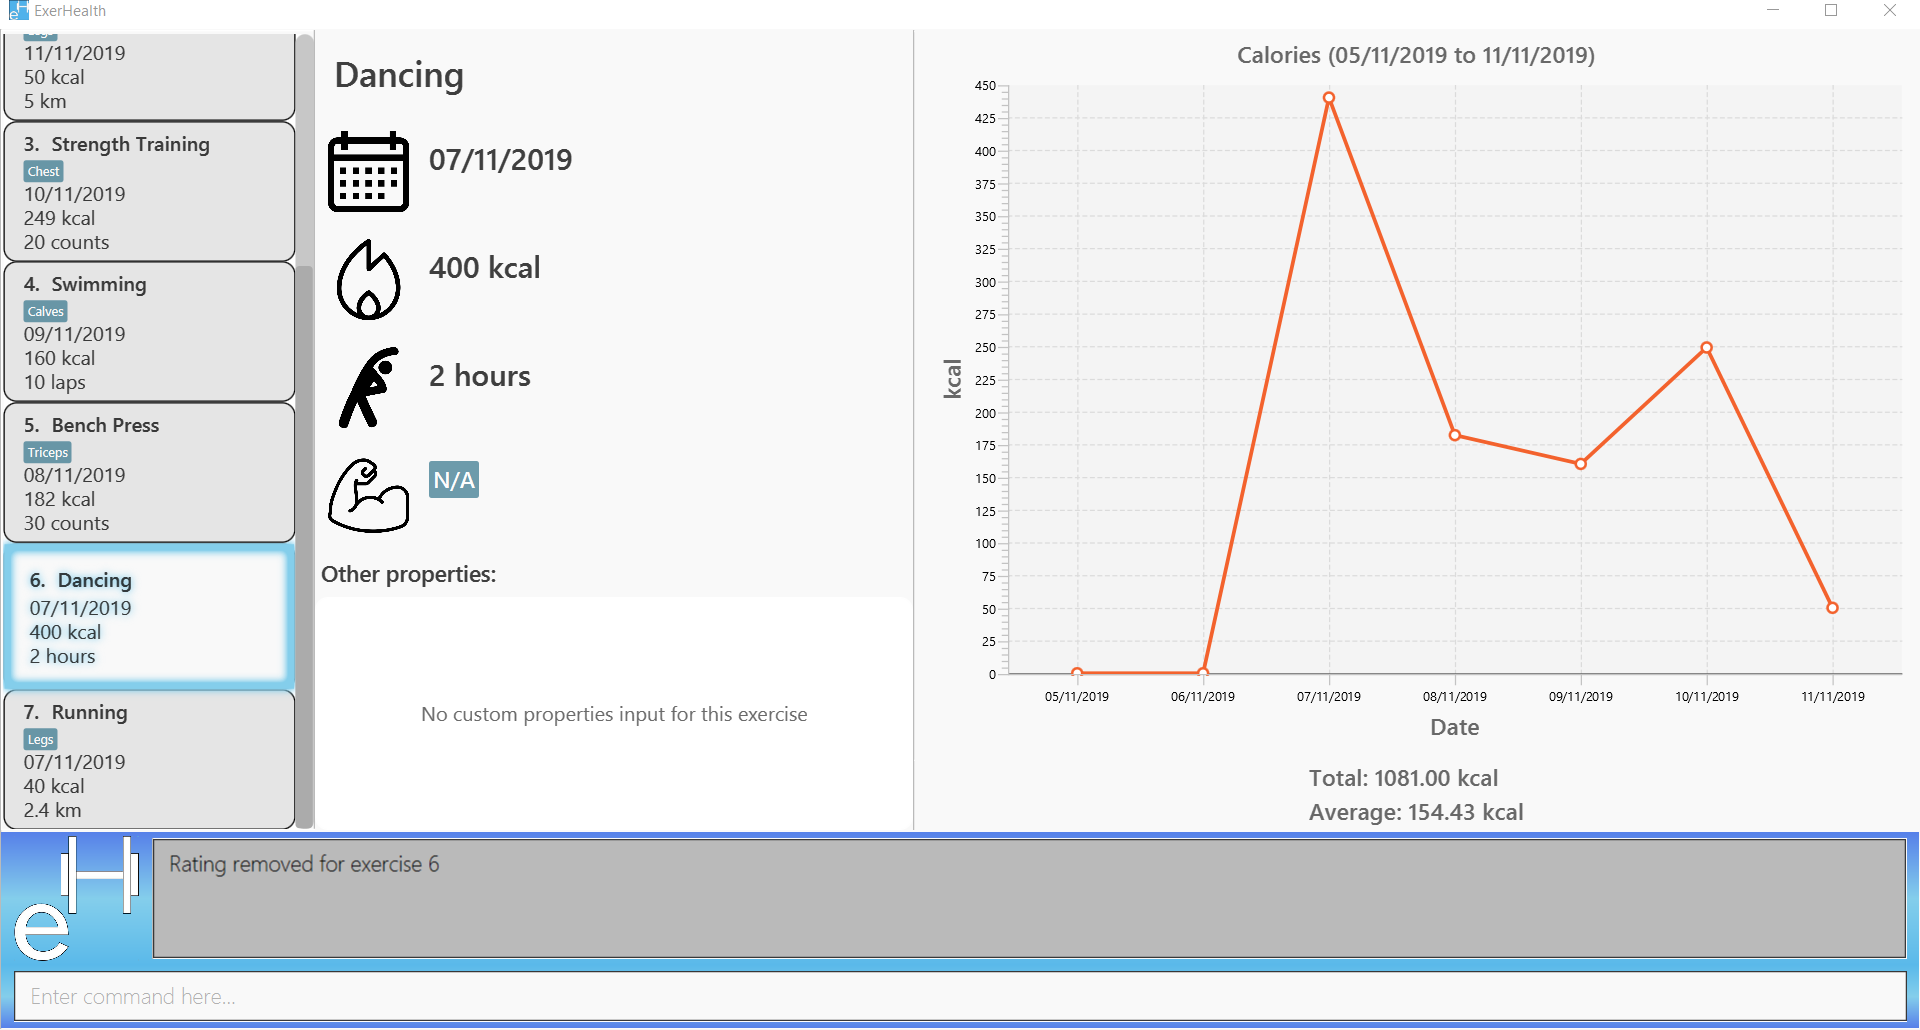 ExerHealth
11/11/2019
50 kcal
5 km
3. Strength Training
Chest
10/11/2019
249 kcal
20 counts
4. Swimming
Calves
09/11/2019
160 kcal
10 laps
5. Bench Press
Triceps
08/11/2019
182 kcal
30 counts
6. Dancing
07/11/2019
400 kcal
2 hours
7. Running
Legs
07/11/2019
40 kcal
2.4 km
Dancing
07/11/2019
400 kcal
2 hours
N/A
Other properties:
No custom properties input for this exercise
Calories (05/11/2019 to 11/11/2019)
450
425
400
375
350
325
300
275
250
225
200
175
150
125
100
75
50
25
0
kcal
05/11/2019 06/11/2019 07/11/2019 08/11/2019 09/11/2019 10/11/2019 11/11/2019
Date
Total: 1081.00 kcal
Average: 154.43 kcal
eH
Rating removed for exercise 6
Enter command here...